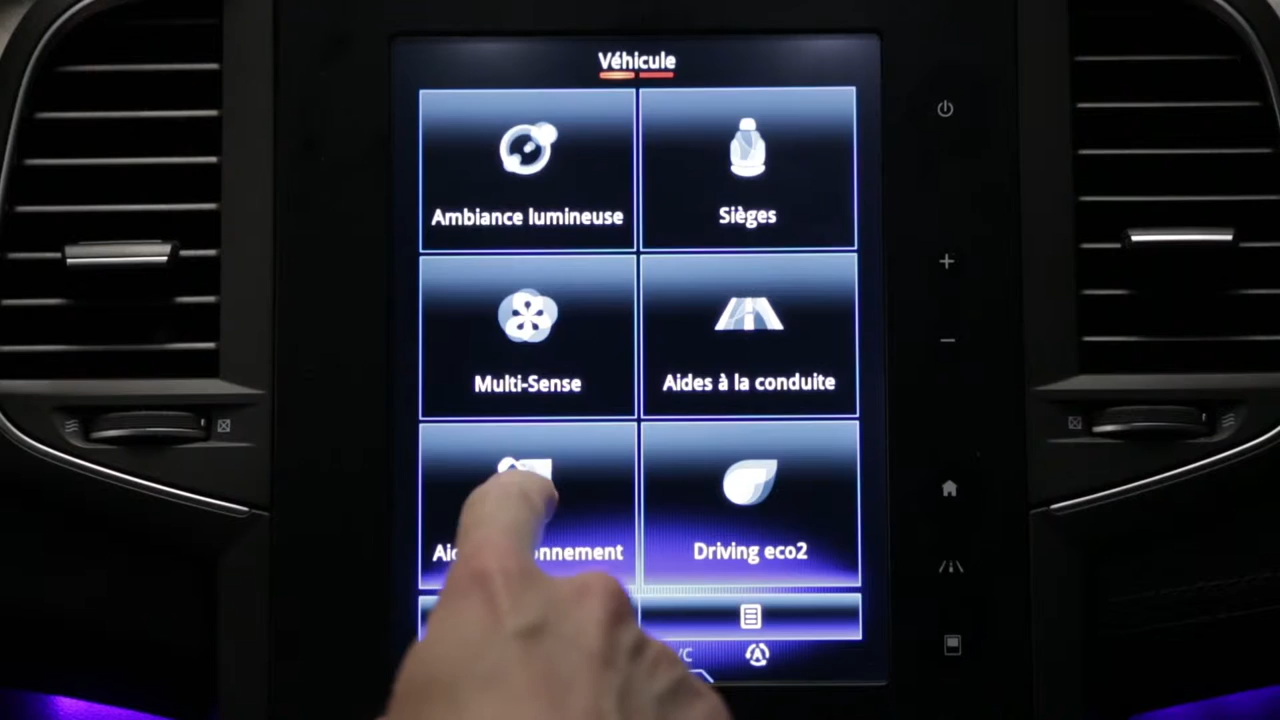 Véhicule
Ambiance lumineuse
Sièges
Multi-Sense
Aides à la conduite
Driving eco2